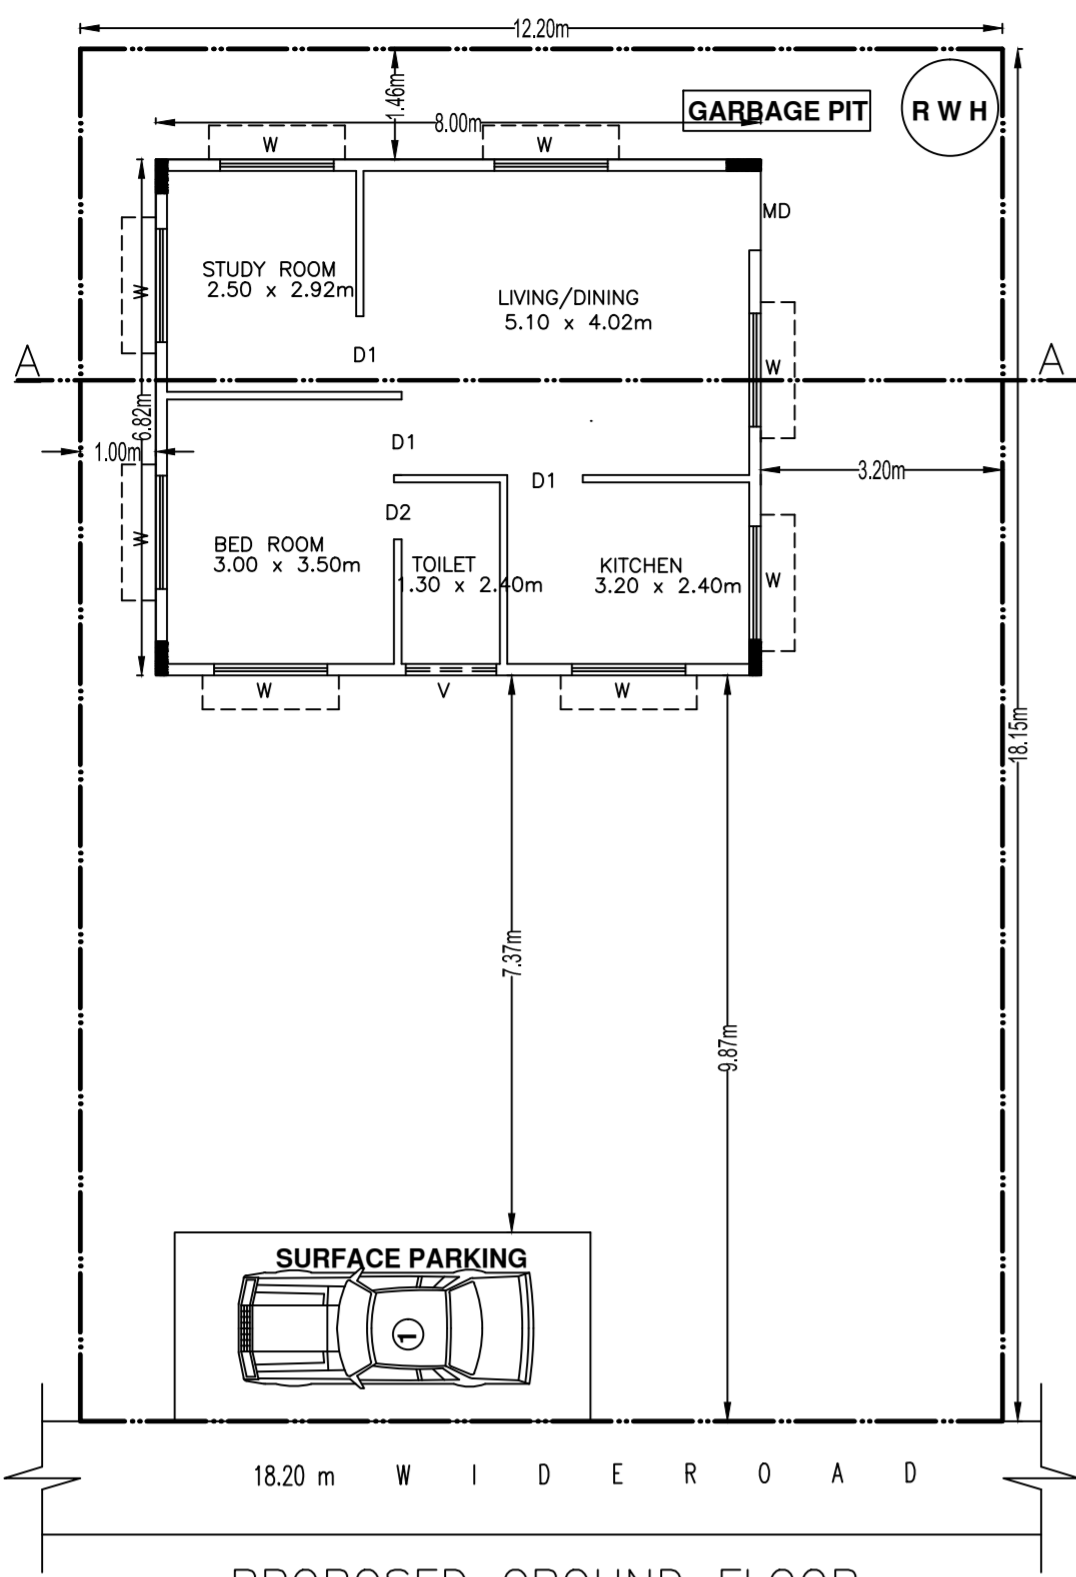 12.20m
1.46m
GARBAGE PIT
R W H
8.00m
W
W
MD
STUDY ROOM
2.50 x 2.92m
W
LIVING/DINING
5.10 x 4.02m
D1
A
A
W
6.82m
1.00m
D1
3.20m
D1
D2
W
BED ROOM
3.00 x 3.50m
TOILET
1.30 x 2.40m
KITCHEN
3.20 x 2.40m
W
W
V
W
18.15m
7.37m
9.87m
SURFACE PARKING
1
18.20 m W I D E R O A D
PROPOSED GROUND FLOOR